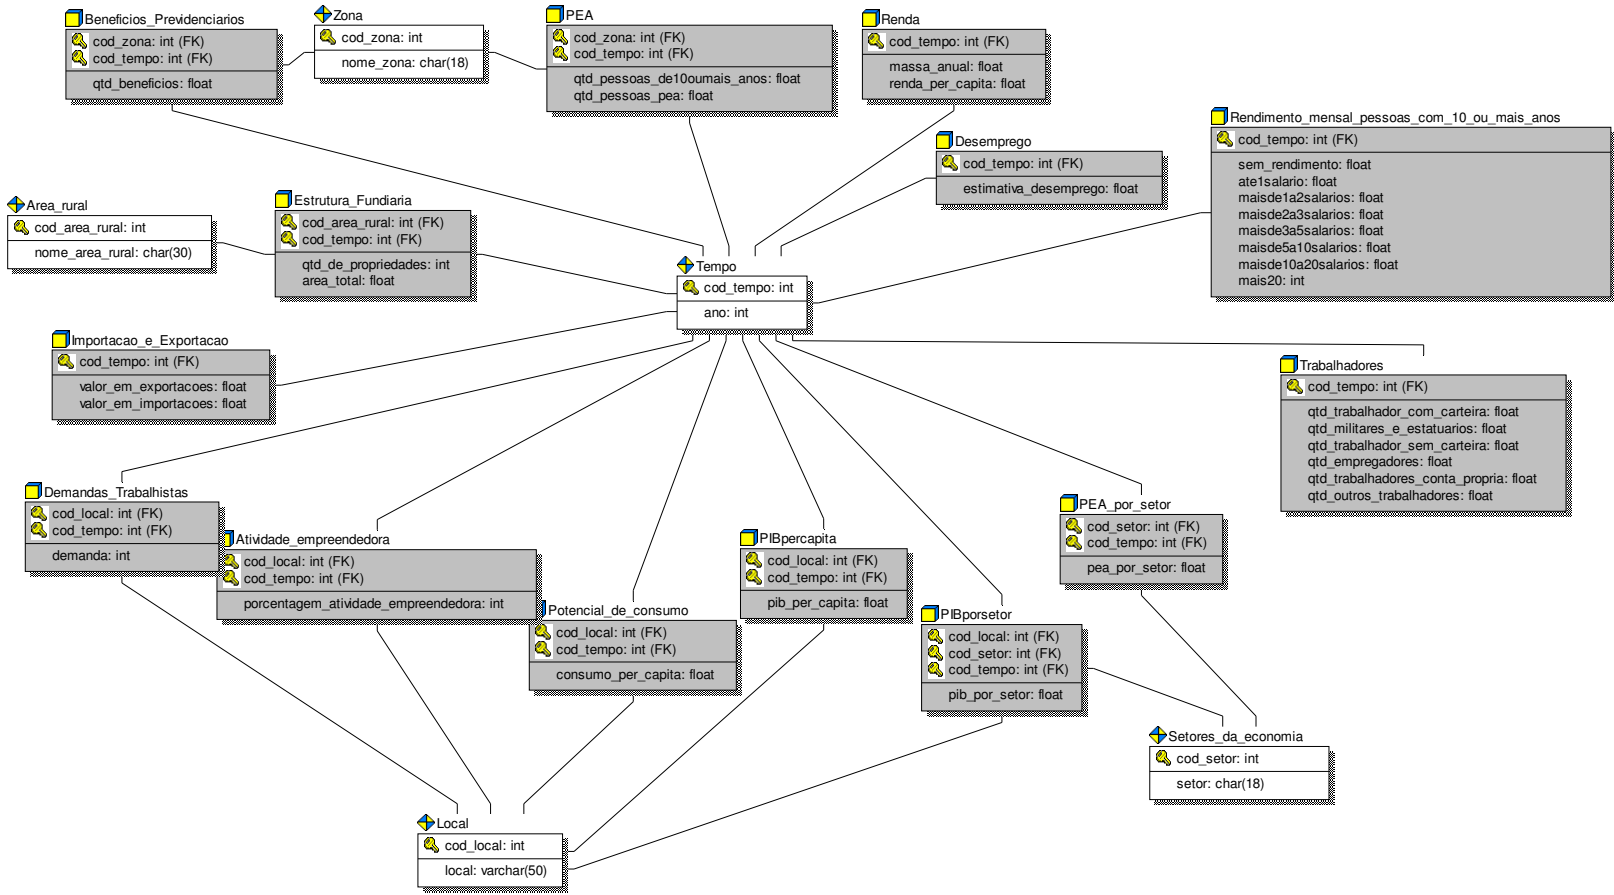 Beneficios_Previdenciarios
cod_zona: int (FK)
cod_tempo: int (FK)
qtd_beneficios: float
Zona
cod_zona: int
nome_zona: char(18)
PEA
cod_zona: int (FK)
cod_tempo: int (FK)
qtd_pessoas_de10oumais_anos: float
qtd_pessoas_pea: float
Renda
cod_tempo: int (FK)
massa_anual: float
renda_per_capita: float
Rendimento_mensal_pessoas_com_10_ou_mais_anos
cod_tempo: int (FK)
sem_rendimento: float
ate1salario: float
maisde1a2salarios: float
maisde2a3salarios: float
maisde3a5salarios: float
maisde5a10salarios: float
maisde10a20salarios: float
mais20: int
Desemprego
cod_tempo: int (FK)
estimativa_desemprego: float
Area_rural
cod_area_rural: int
nome_area_rural: char(30)
Estrutura_Fundiaria
cod_area_rural: int (FK)
cod_tempo: int (FK)
qtd_de_propriedades: int
area_total: float
Tempo
cod_tempo: int
ano: int
Importacao_e_Exportacao
cod_tempo: int (FK)
valor_em_exportacoes: float
valor_em_importacoes: float
Trabalhadores
cod_tempo: int (FK)
qtd_trabalhador_com_carteira: float
qtd_militares_e_estatuarios: float
qtd_trabalhador_sem_carteira: float
qtd_empregadores: float
qtd_trabalhadores_conta_propria: float
qtd_outros_trabalhadores: float
Demandas_Trabalhistas
cod_local: int (FK)
cod_tempo: int (FK)
demanda: int
Atividade_empreendedora
cod_local: int (FK)
cod_tempo: int (FK)
porcentagem_atividade_empreendedora: int
Potencial_de_consumo
cod_local: int (FK)
cod_tempo: int (FK)
consumo_per_capita: float
PIBpercapita
cod_local: int (FK)
cod_tempo: int (FK)
pib_per_capita: float
PIBporsetor
cod_local: int (FK)
cod_setor: int (FK)
cod_tempo: int (FK)
pib_por_setor: float
PEA_por_setor
cod_setor: int (FK)
cod_tempo: int (FK)
pea_por_setor: float
Setores_da_economia
cod_setor: int
setor: char(18)
Local
cod_local: int
local: varchar(50)